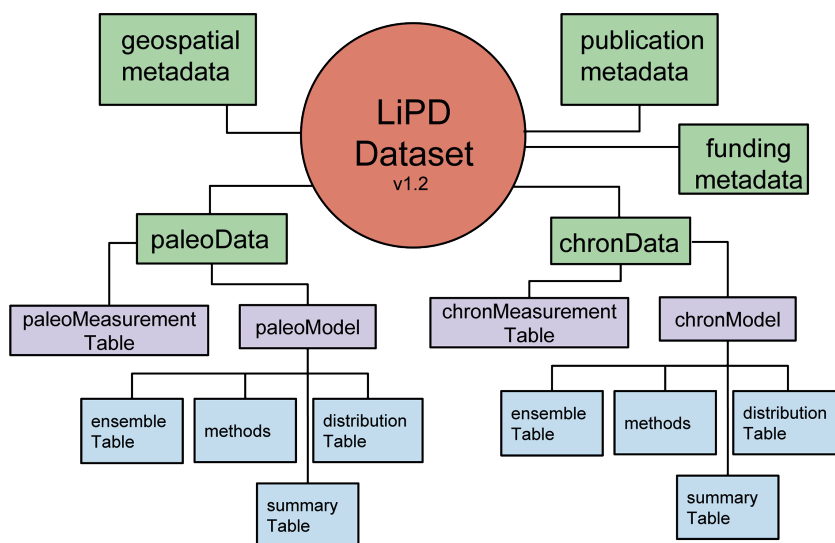 geospatial
metadata
LiPD
Dataset
v1.2
publication
metadata
funding
metadata
paleoData
chronData
paleoMeasurement
Table
paleoModel
chronMeasurement
Table
chronModel
ensemble
Table
methods
distribution
Table
summary
Table
ensemble
Table
methods
distribution
Table
summary
Table